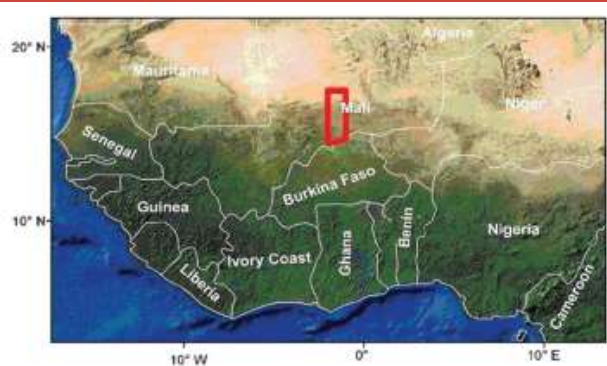 20° N
Algeria
Mauritania
Mali
Niger
Senegal
Burkina Faso
Guinea
10° N
Ivory Coast
Ghana
Benin
Nigeria
Liberia
Cameroon
10° W
0°
10° E